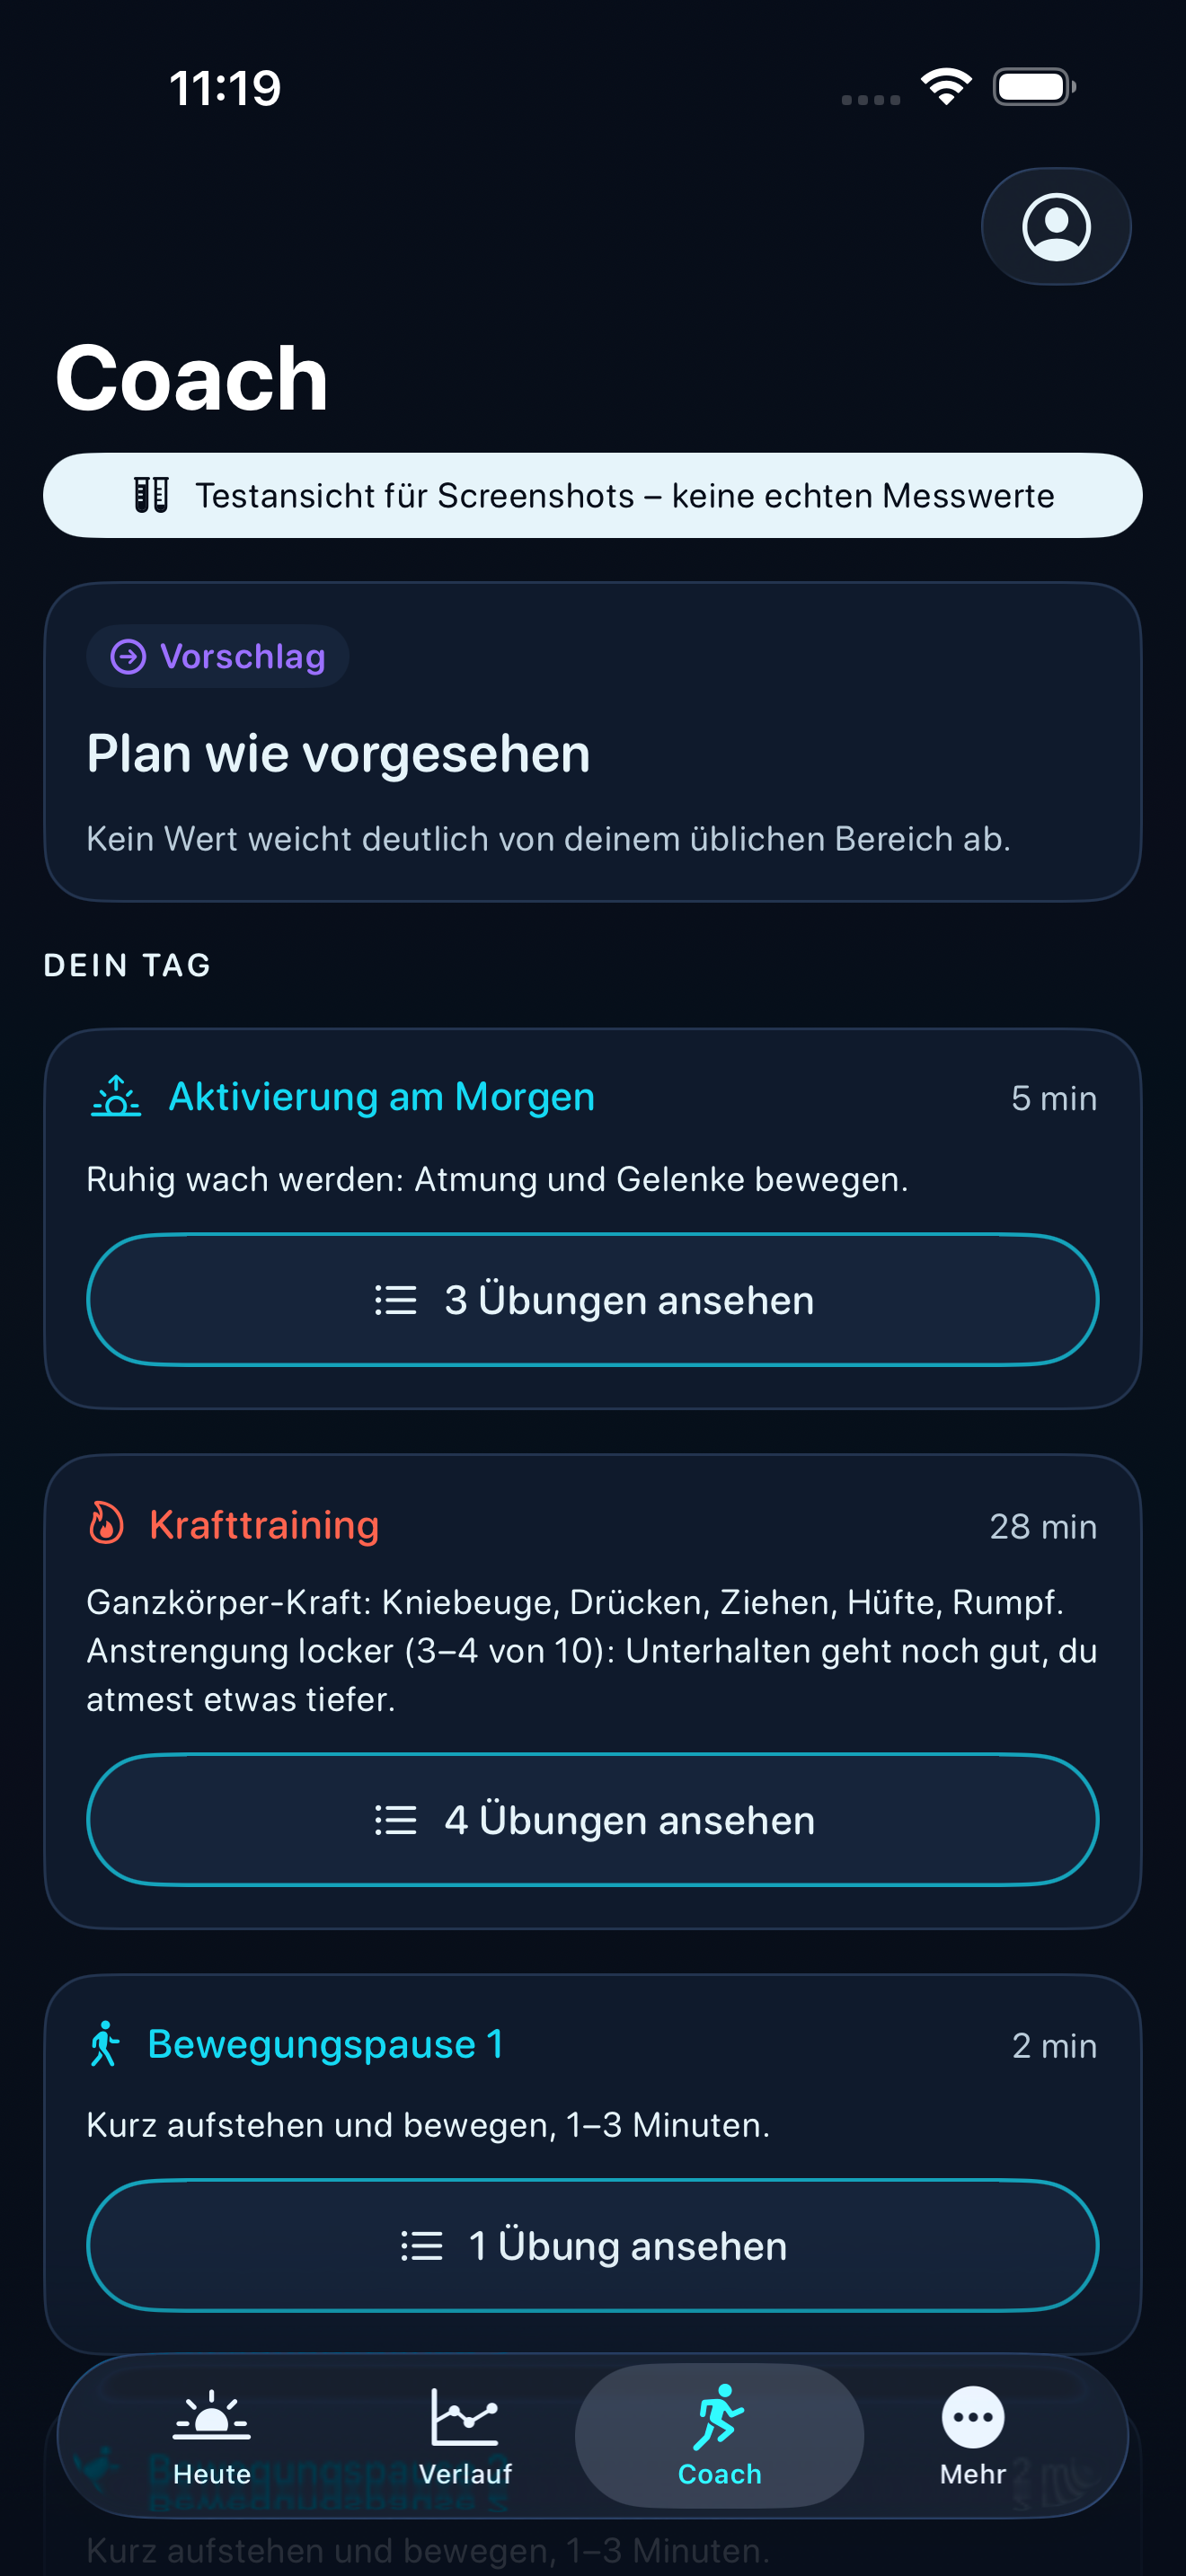 11:19
Coach
Testansicht für Screenshots – keine echten Messwerte
Vorschlag
Plan wie vorgesehen
Kein Wert weicht deutlich von deinem üblichen Bereich ab.
DEIN TAG
Aktivierung am Morgen
5 min
Ruhig wach werden: Atmung und Gelenke bewegen.
3 Übungen ansehen
Krafttraining
28 min
Ganzkörper-Kraft: Kniebeuge, Drücken, Ziehen, Hüfte, Rumpf.
Anstrengung locker (3–4 von 10): Unterhalten geht noch gut, du
atmest etwas tiefer.
4 Übungen ansehen
Bewegungspause 1
2 min
Kurz aufstehen und bewegen, 1–3 Minuten.
1 Übung ansehen
Heute
Verlauf
Coach
Mehr
Kurz aufstehen und bewegen, 1–3 Minuten.